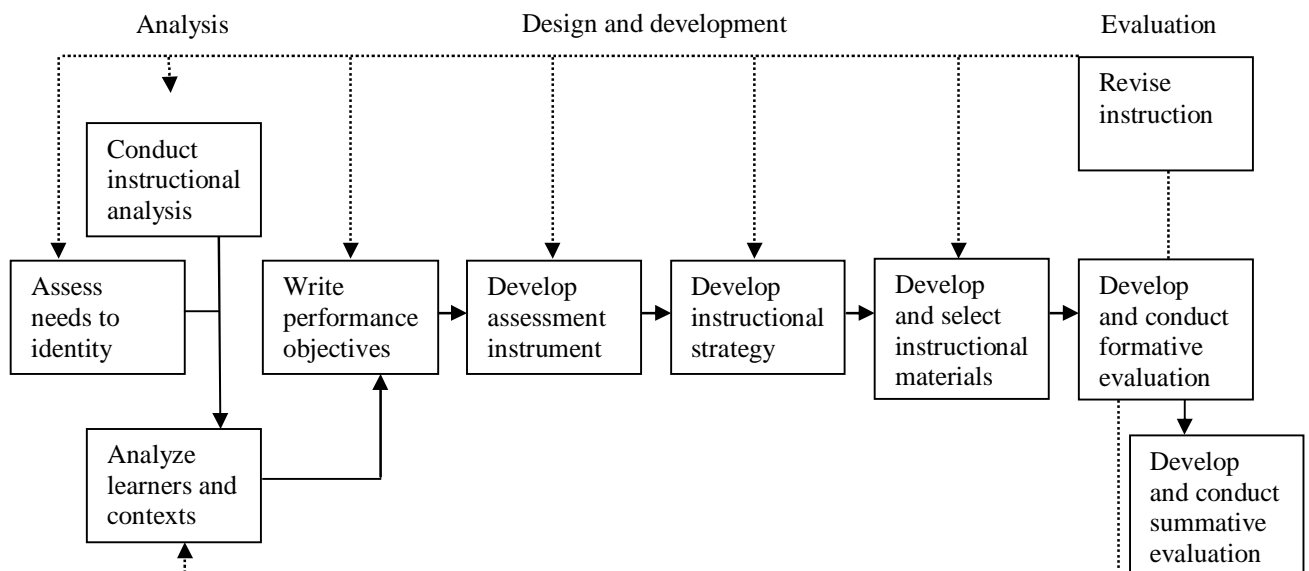 Analysis
Design and development
Evaluation
Revise
instruction
Conduct
instructional
analysis
Assess
needs to
identity
Write
performance
objectives
Develop
assessment
instrument
Develop
instructional
strategy
Develop
and select
instructional
materials
Develop
and conduct
formative
evaluation
Analyze
learners and
contexts
Develop
and conduct
summative
evaluation